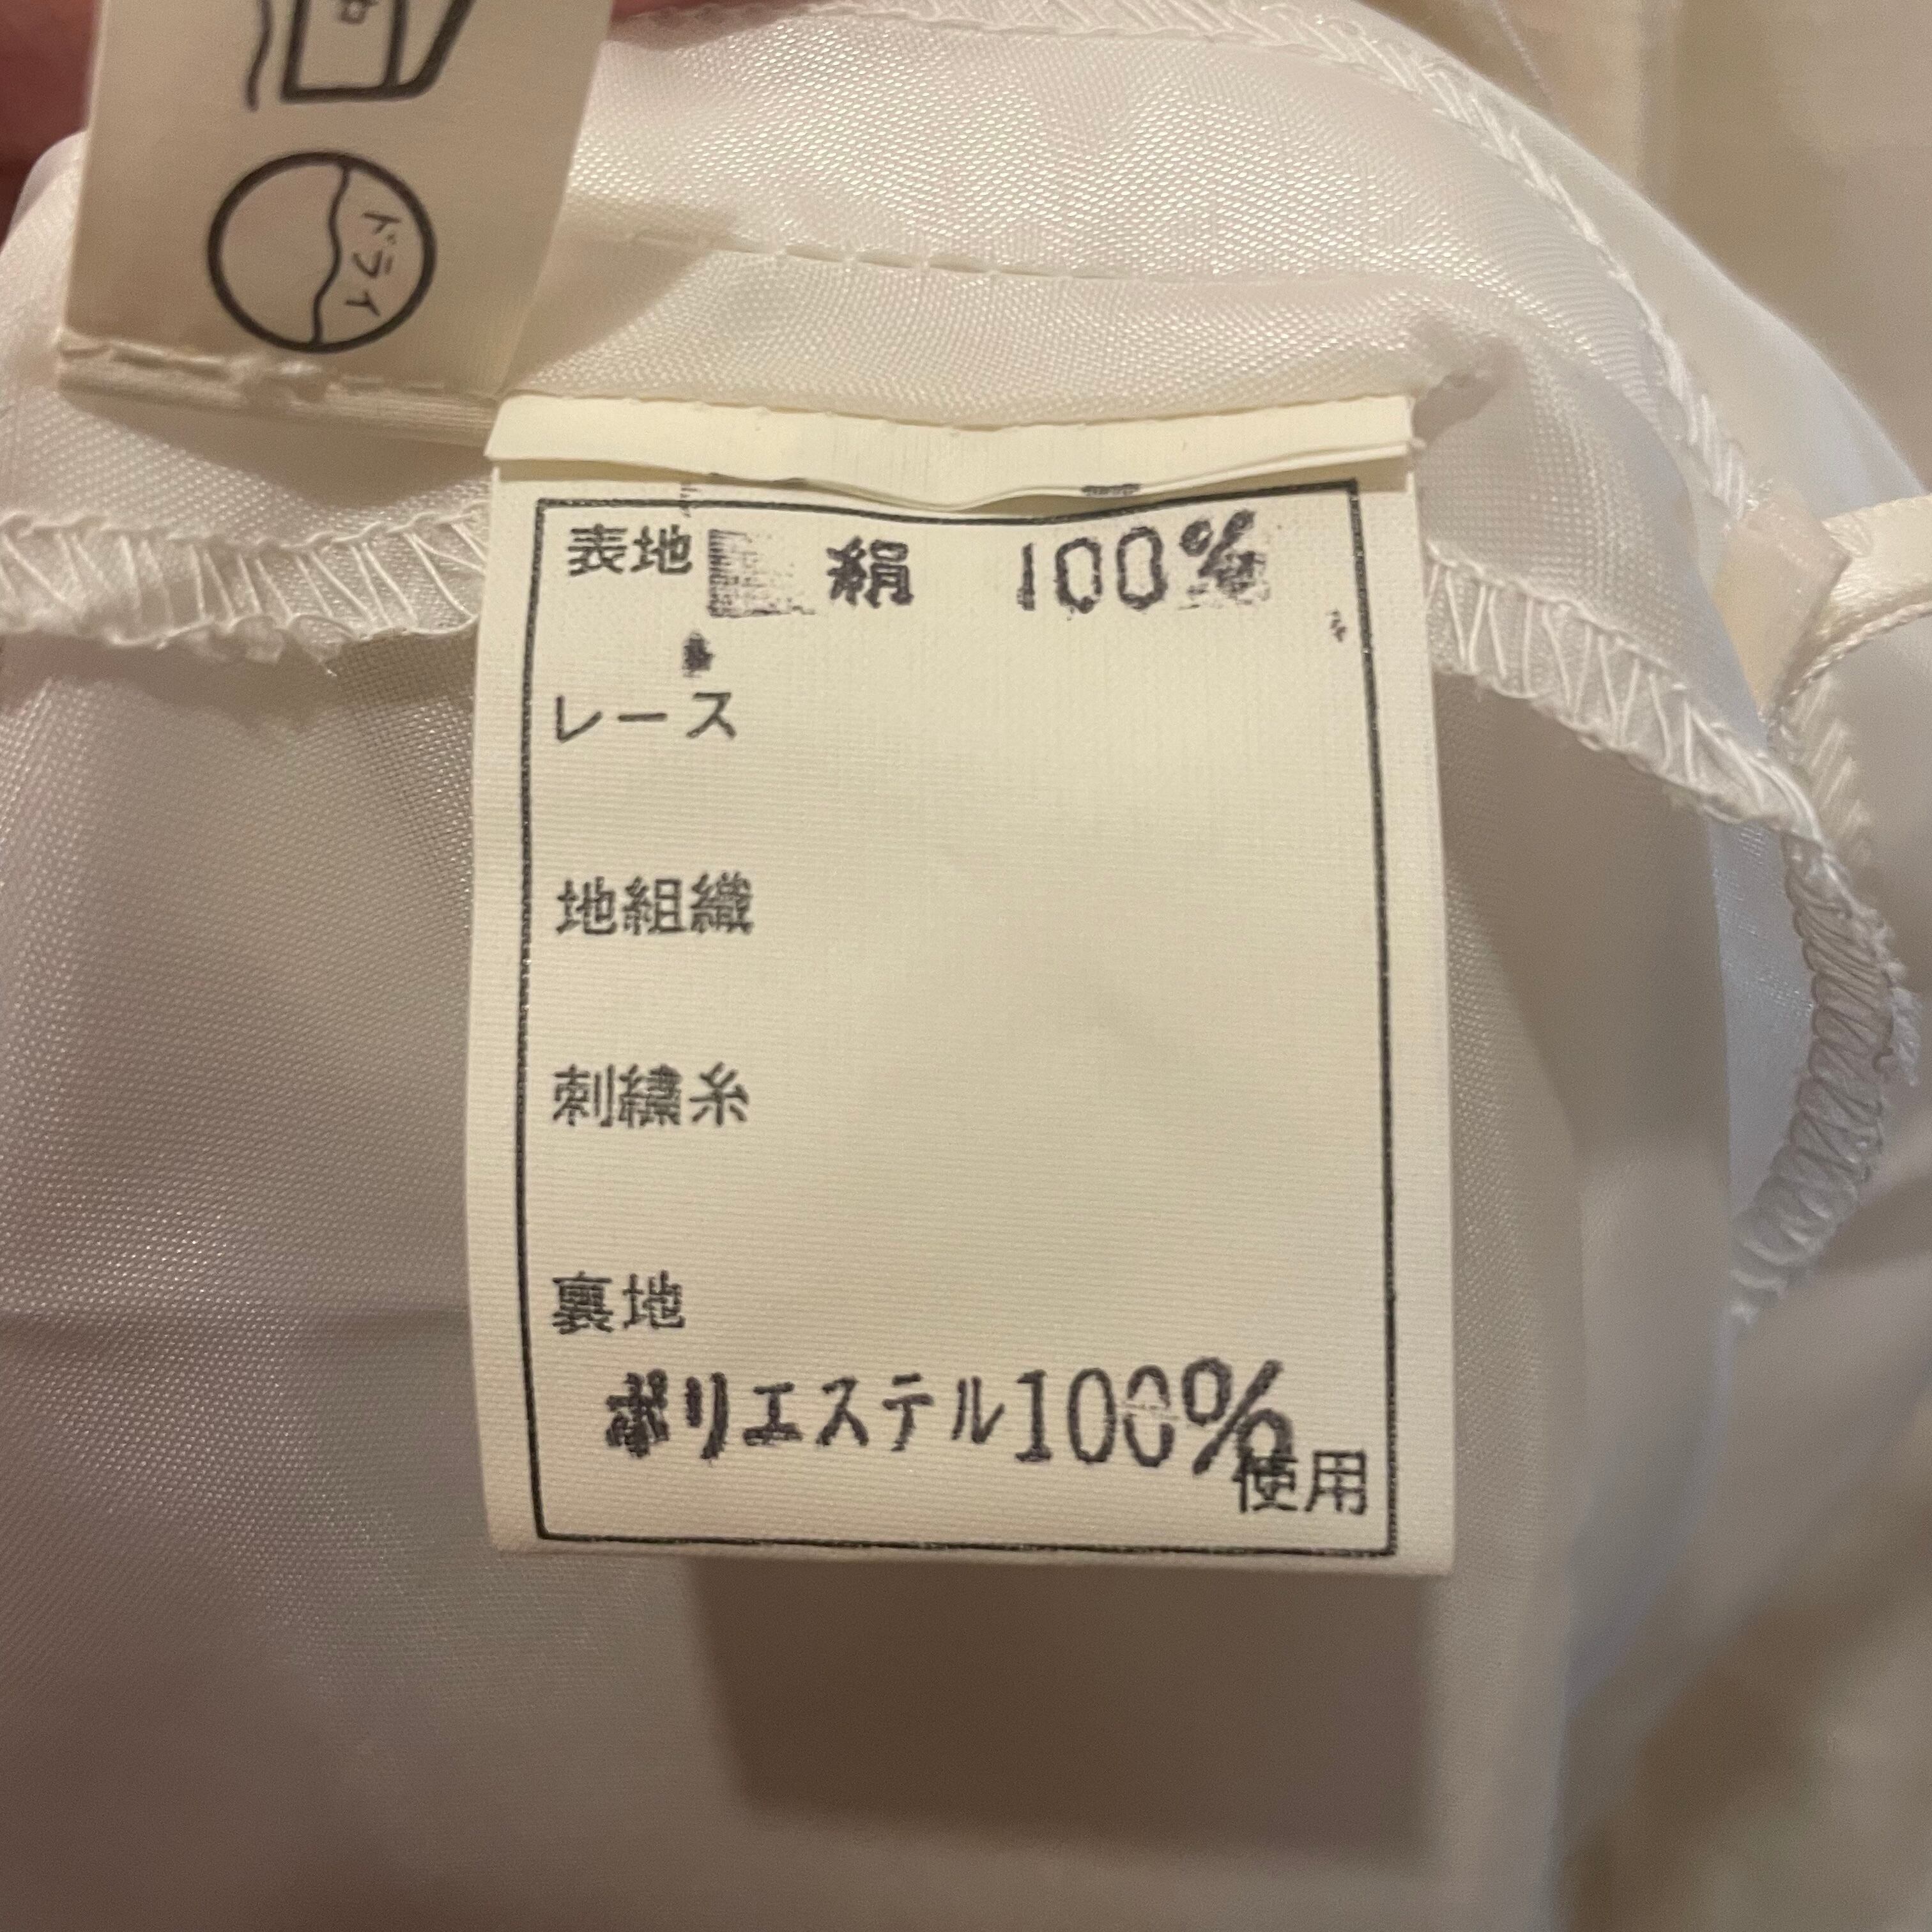 ドライ
表地 絹 100%
レース
地組織
刺繍糸
裏地
ポリエステル100%
使用